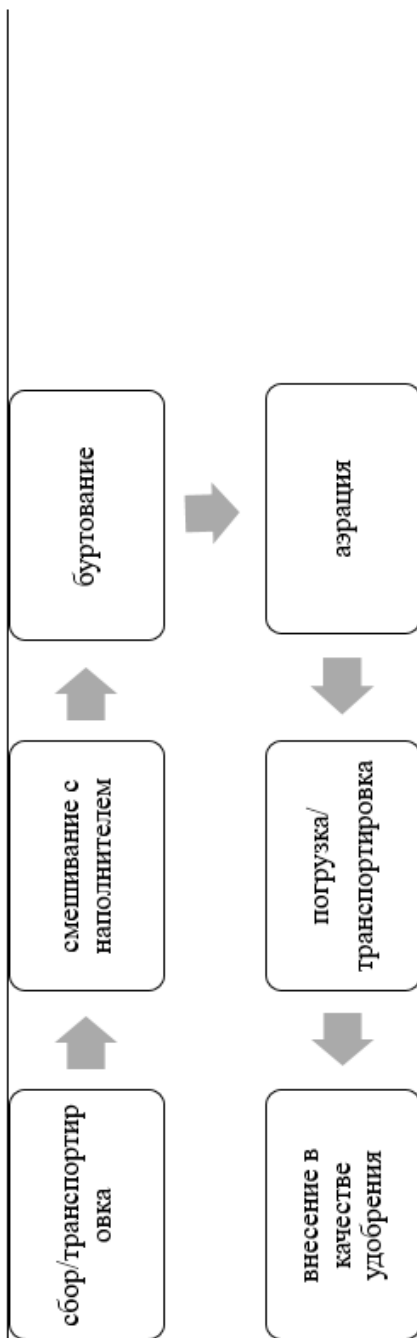 сбор/транспортир
овка
смешивание с
наполнителем
буртование
аэрация
погрузка/
транспортировка
внесение в
качестве
удобрения